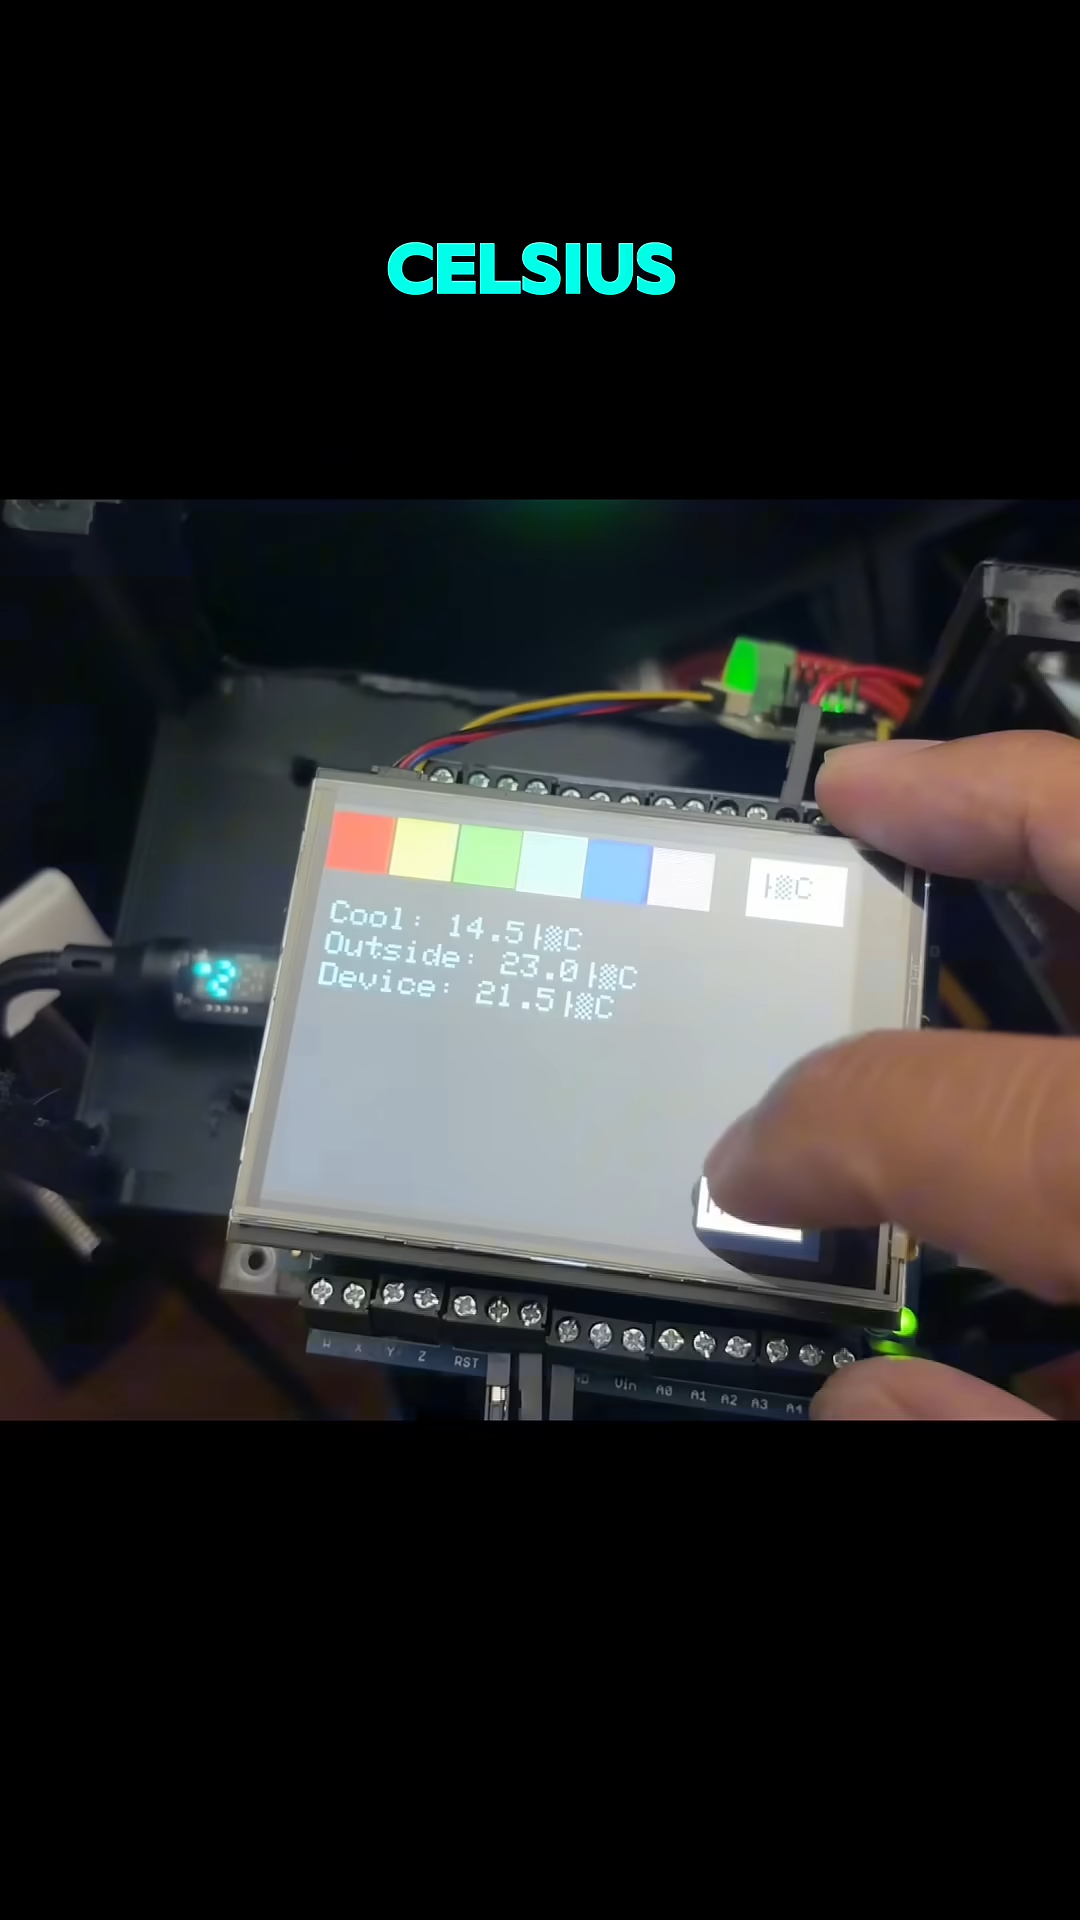 CELSIUS
├▒C
Cool: 14.5├▒C
Outside: 23.0├▒C
Device: 21.5├▒C
W X Y Z RST
Vin A0 A1 A2 A3 A4